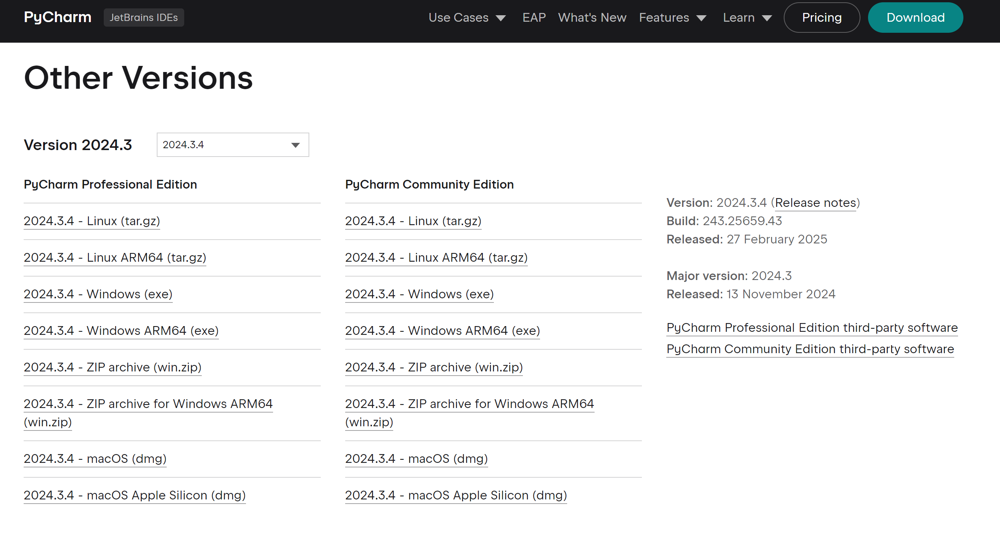 PyCharm
JetBrains IDEs
Use Cases
EAP
What's New
Features
Learn
Pricing
Download
Other Versions
Version 2024.3
2024.3.4
PyCharm Professional Edition
2024.3.4 - Linux (tar.gz)
2024.3.4 - Linux ARM64 (tar.gz)
2024.3.4 - Windows (exe)
2024.3.4 - Windows ARM64 (exe)
2024.3.4 - ZIP archive (win.zip)
2024.3.4 - ZIP archive for Windows ARM64
(win.zip)
2024.3.4 - macOS (dmg)
2024.3.4 - macOS Apple Silicon (dmg)
PyCharm Community Edition
2024.3.4 - Linux (tar.gz)
2024.3.4 - Linux ARM64 (tar.gz)
2024.3.4 - Windows (exe)
2024.3.4 - Windows ARM64 (exe)
2024.3.4 - ZIP archive (win.zip)
2024.3.4 - ZIP archive for Windows ARM64
(win.zip)
2024.3.4 - macOS (dmg)
2024.3.4 - macOS Apple Silicon (dmg)
Version: 2024.3.4 (Release notes)
Build: 243.25659.43
Released: 27 February 2025
Major version: 2024.3
Released: 13 November 2024
PyCharm Professional Edition third-party software
PyCharm Community Edition third-party software